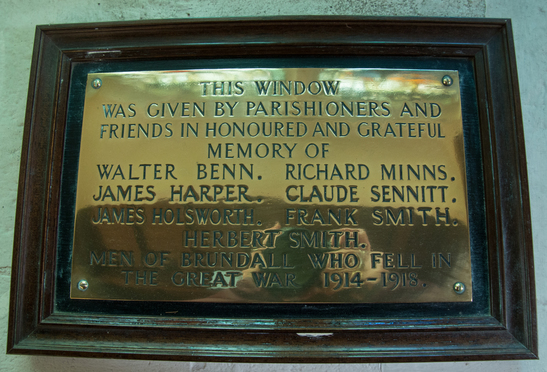 THIS WINDOW
WAS GIVEN BY PARISHIONERS AND
FRIENDS IN HONOURED AND GRATEFUL
MEMORY OF
WALTER BENN. RICHARD MINNS.
JAMES HARPER. CLAUDE SENNITT.
JAMES HOLSWORTH. FRANK SMITH.
HERBERT SMITH.
MEN OF BRUNDALL WHO FELL IN
THE GREAT WAR 1914-1918.